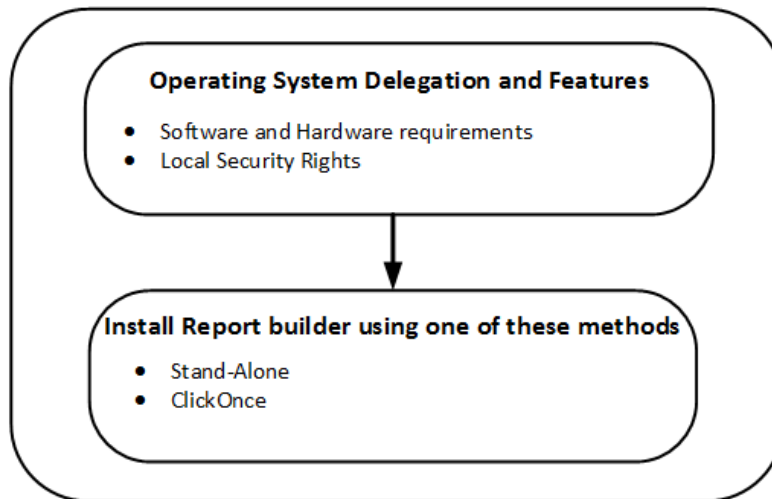 Operating System Delegation and Features
• Software and Hardware requirements
• Local Security Rights
Install Report builder using one of these methods
• Stand-Alone
• ClickOnce